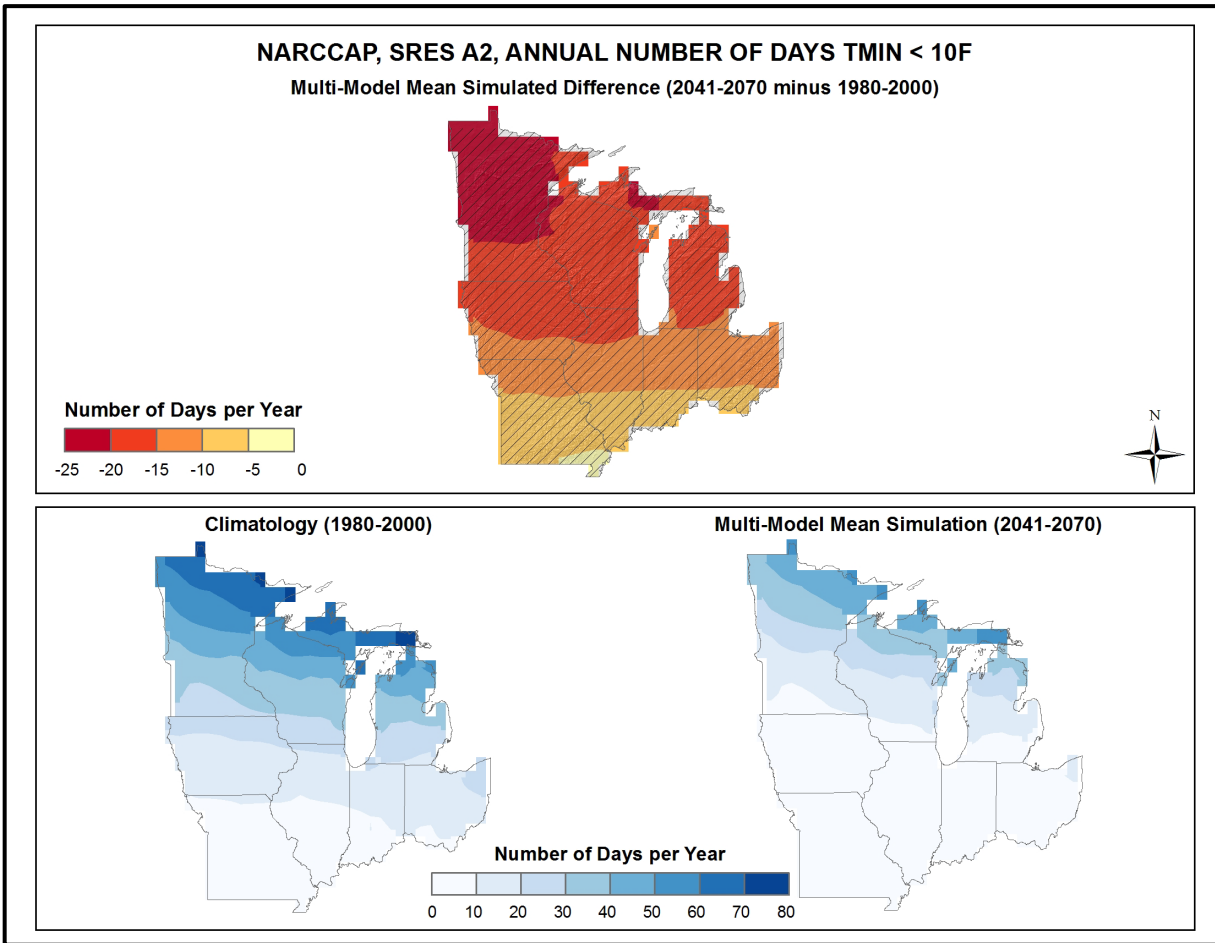 NARCCAP, SRES A2, ANNUAL NUMBER OF DAYS TMIN < 10F
Multi-Model Mean Simulated Difference (2041-2070 minus 1980-2000)
Number of Days per Year
-25 -20 -15 -10 -5 0
N
Climatology (1980-2000)
Multi-Model Mean Simulation (2041-2070)
Number of Days per Year
0 10 20 30 40 50 60 70 80